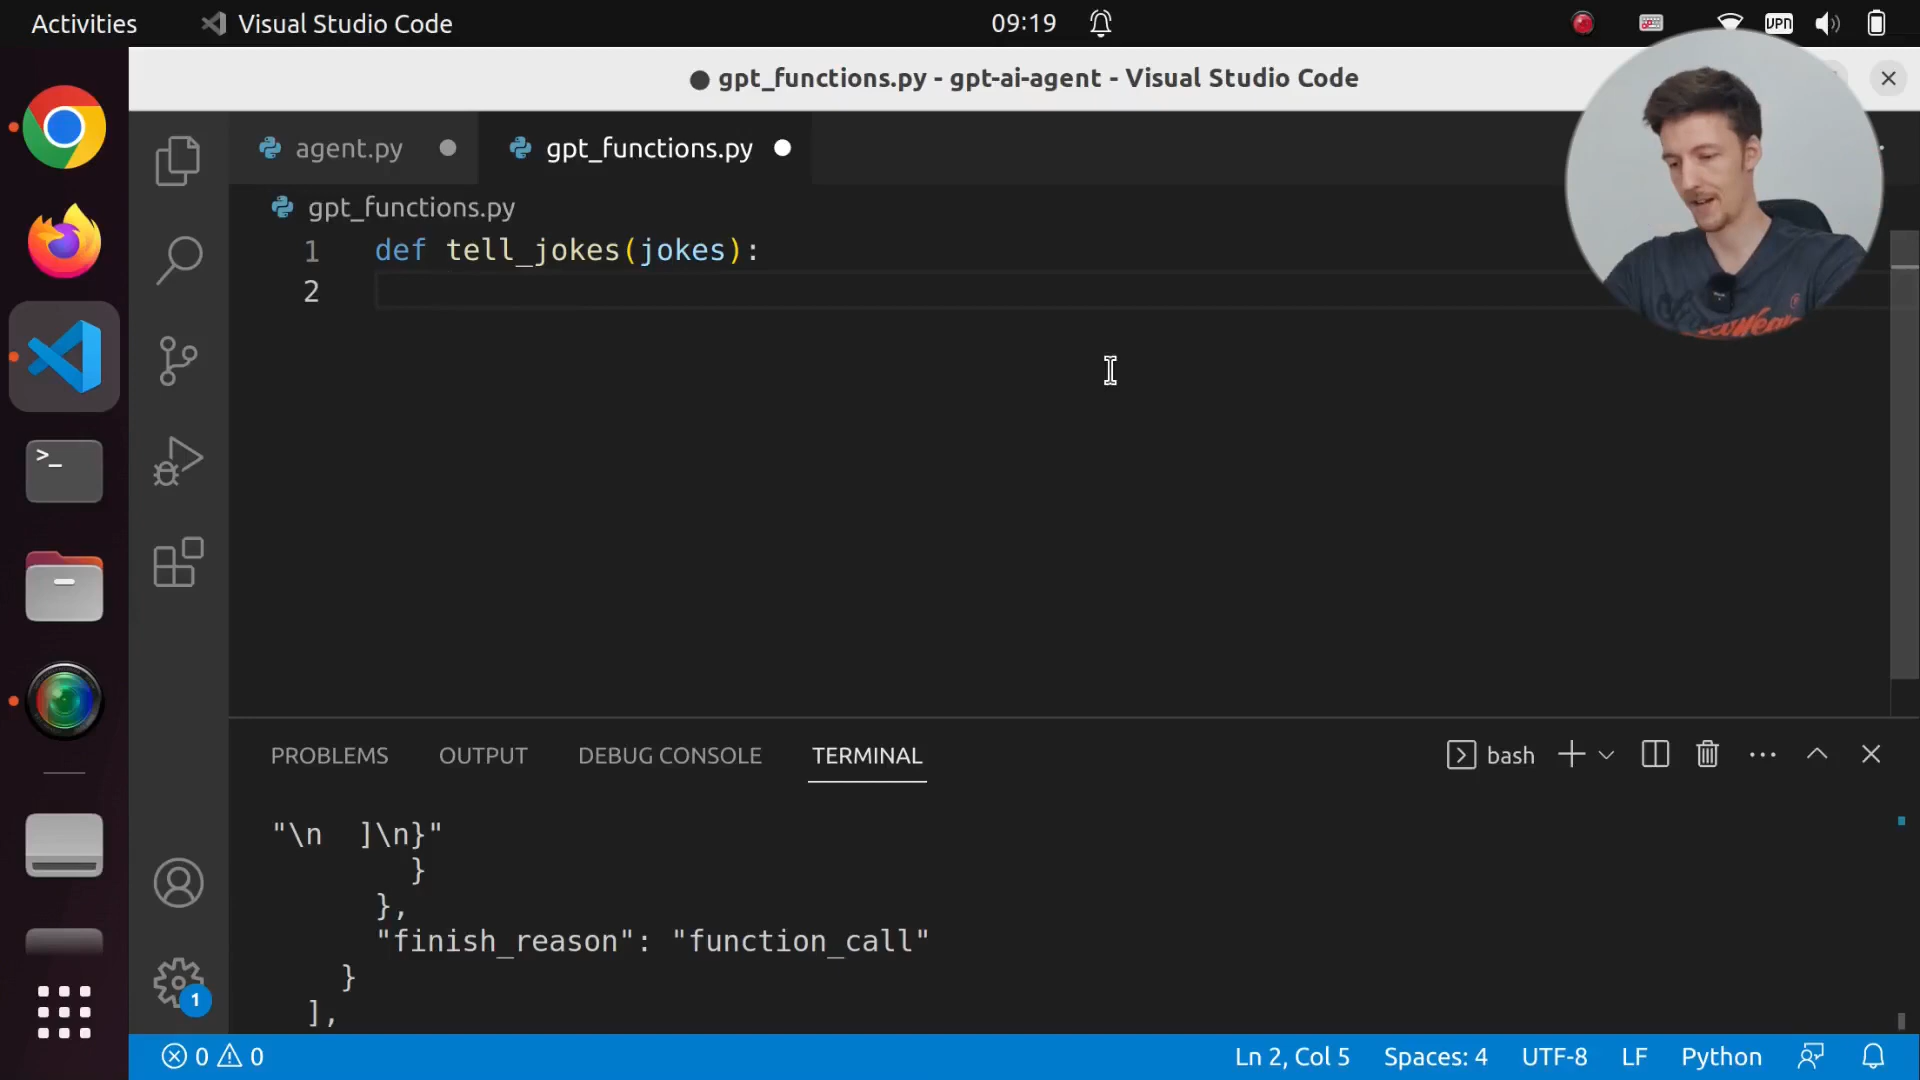 Activities
Visual Studio Code
09:19
VPN
gpt_functions.py - gpt-ai-agent - Visual Studio Code
agent.py
gpt_functions.py
gpt_functions.py
1 def tell_jokes(jokes):
2
>_
PROBLEMS OUTPUT DEBUG CONSOLE TERMINAL
bash
"\n  ]\n}"
}
},
"finish_reason": "function_call"
}
],
1
0 0
Ln 2, Col 5 Spaces: 4 UTF-8 LF Python